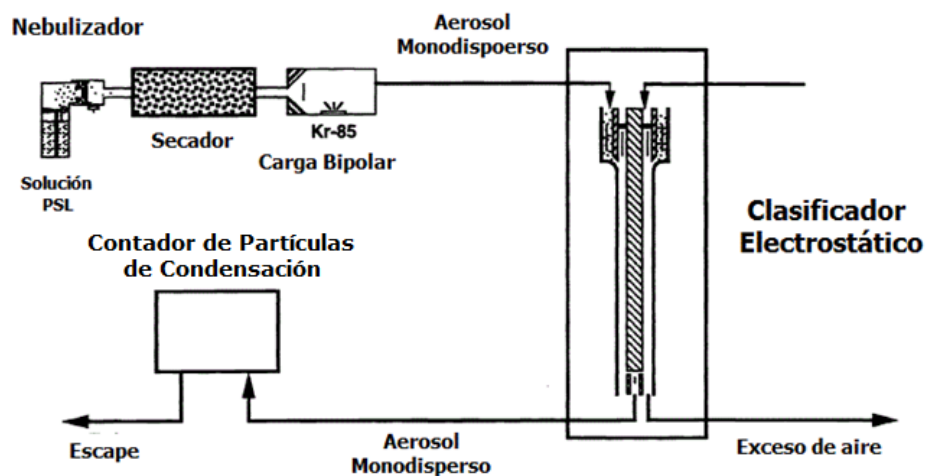 Nebulizador
Aerosol
Monodispoerso
Kr-85
Secador
Carga Bipolar
Solución
PSL
Clasificador
Electrostático
Contador de Partículas
de Condensación
Escape
Aerosol
Monodisperso
Exceso de aire